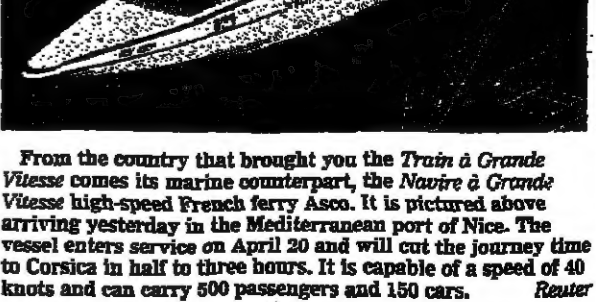 From the country that brought you the Train à Grande
Vitesse comes its marine counterpart, the Navire à Grande
Vitesse high-speed French ferry Asco. It is pictured above
arriving yesterday in the Mediterranean port of Nice. The
vessel enters service on April 20 and will cut the journey time
to Corsica in half to three hours. It is capable of a speed of 40
knots and can carry 500 passengers and 150 cars. Reuter